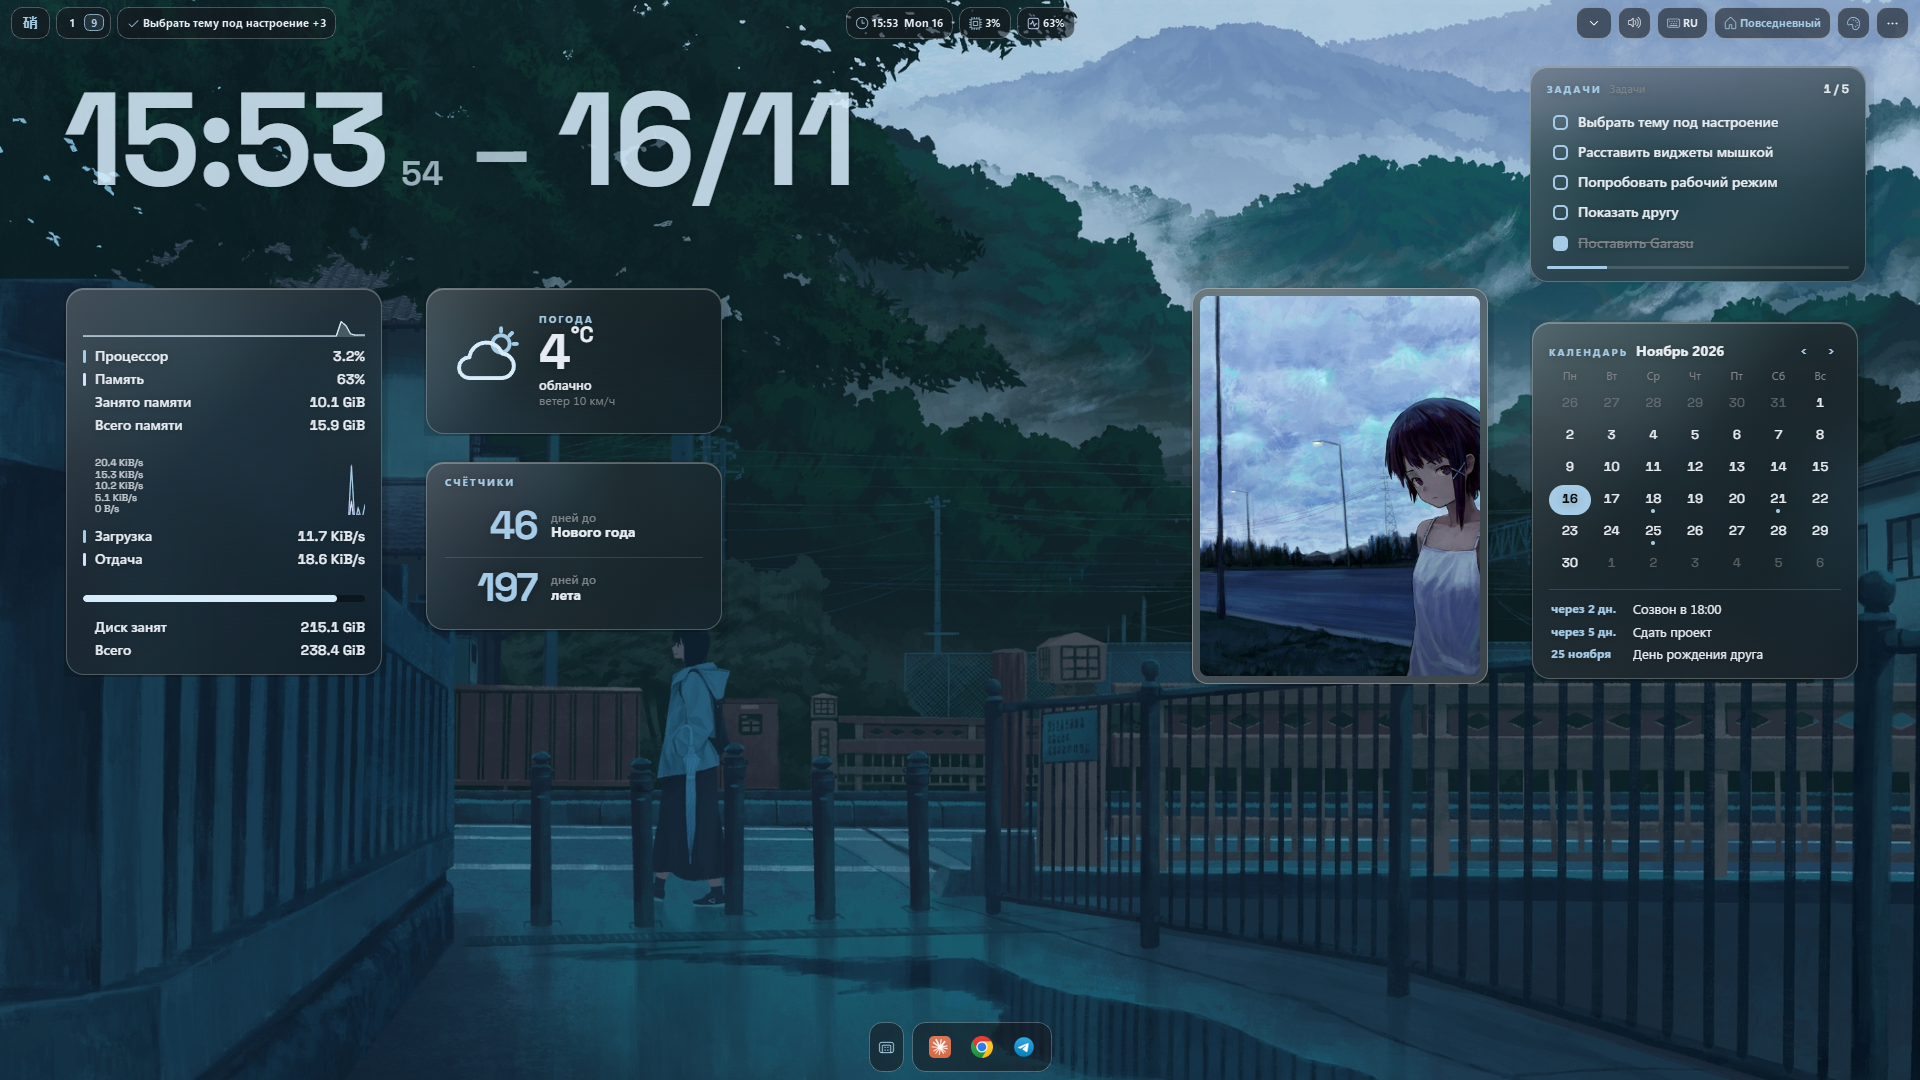 硝
1 9
Выбрать тему под настроение +3
15:53 Mon 16
3%
63%
RU
Повседневный
15:53 54 – 16/11
ЗАДАЧИ Задачи 1 / 5
Выбрать тему под настроение
Расставить виджеты мышкой
Попробовать рабочий режим
Показать другу
Поставить Garasu
Процессор 3.2%
Память 63%
Занято памяти 10.1 GiB
Всего памяти 15.9 GiB
20.4 KiB/s
15.3 KiB/s
10.2 KiB/s
5.1 KiB/s
0 B/s
Загрузка 11.7 KiB/s
Отдача 18.6 KiB/s
Диск занят 215.1 GiB
Всего 238.4 GiB
ПОГОДА
4°C
облачно
ветер 10 км/ч
СЧЁТЧИКИ
46 дней до
Нового года
197 дней до
лета
КАЛЕНДАРЬ Ноябрь 2026 < >
Пн Вт Ср Чт Пт Сб Вс
26 27 28 29 30 31 1
2 3 4 5 6 7 8
9 10 11 12 13 14 15
16 17 18 19 20 21 22
23 24 25 26 27 28 29
30 1 2 3 4 5 6
через 2 дн. Созвон в 18:00
через 5 дн. Сдать проект
25 ноября День рождения друга